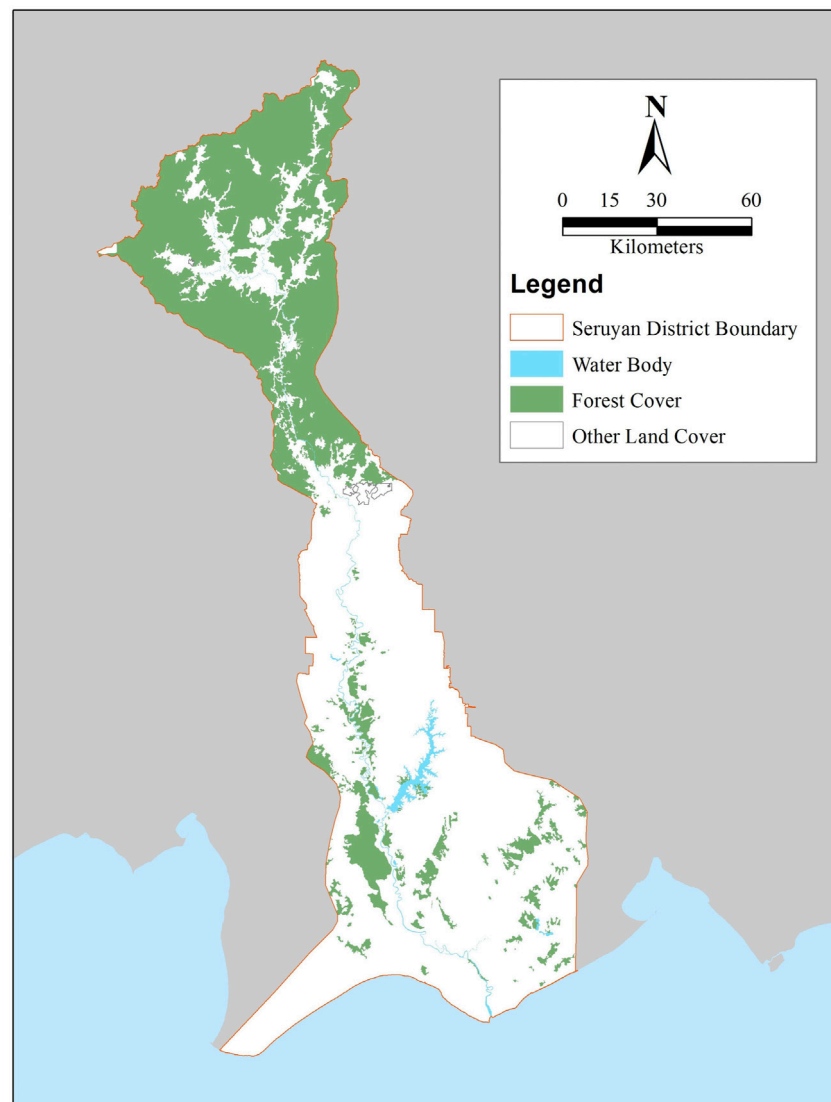 N
0 15 30 60
Kilometers
Legend
Seruyan District Boundary
Water Body
Forest Cover
Other Land Cover